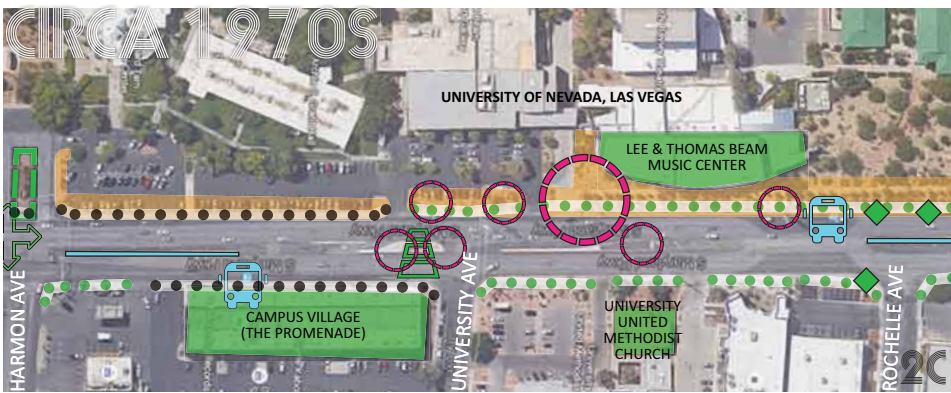 CIRCA 1970S
UNIVERSITY OF NEVADA, LAS VEGAS
LEE & THOMAS BEAM
MUSIC CENTER
HARMON AVE
CAMPUS VILLAGE
(THE PROMENADE)
UNIVERSITY AVE
UNIVERSITY
UNITED
METHODIST
CHURCH
ROCHELLE AVE
2C